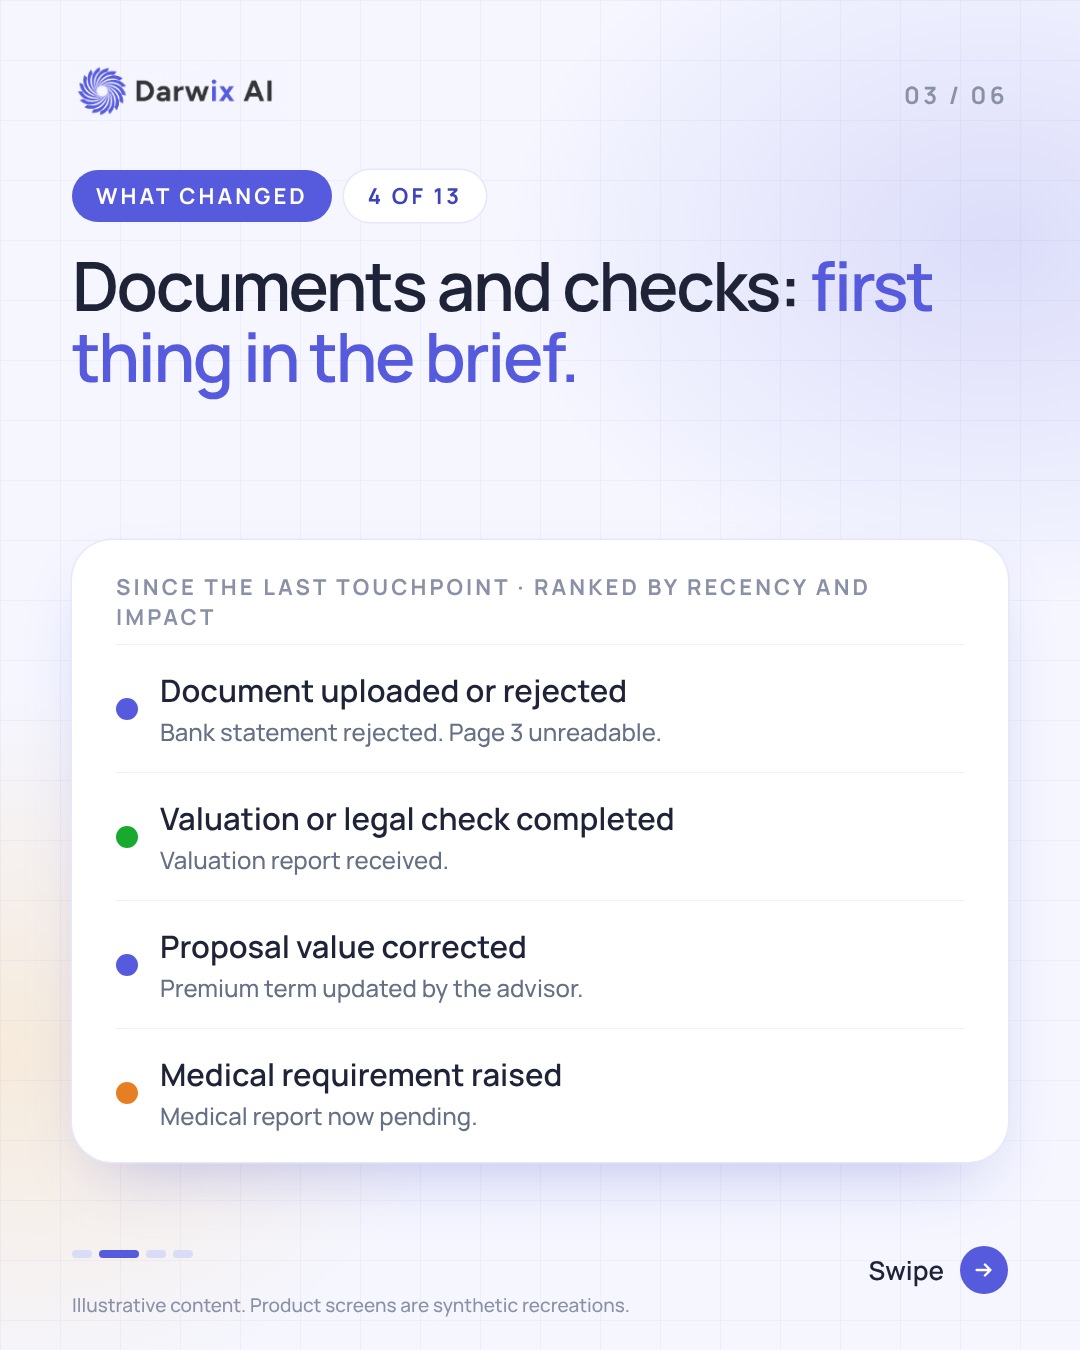 Darwix AI
03 / 06
WHAT CHANGED
4 OF 13
Documents and checks: first
thing in the brief.
SINCE THE LAST TOUCHPOINT · RANKED BY RECENCY AND
IMPACT
Document uploaded or rejected
Bank statement rejected. Page 3 unreadable.
Valuation or legal check completed
Valuation report received.
Proposal value corrected
Premium term updated by the advisor.
Medical requirement raised
Medical report now pending.
Swipe
Illustrative content. Product screens are synthetic recreations.